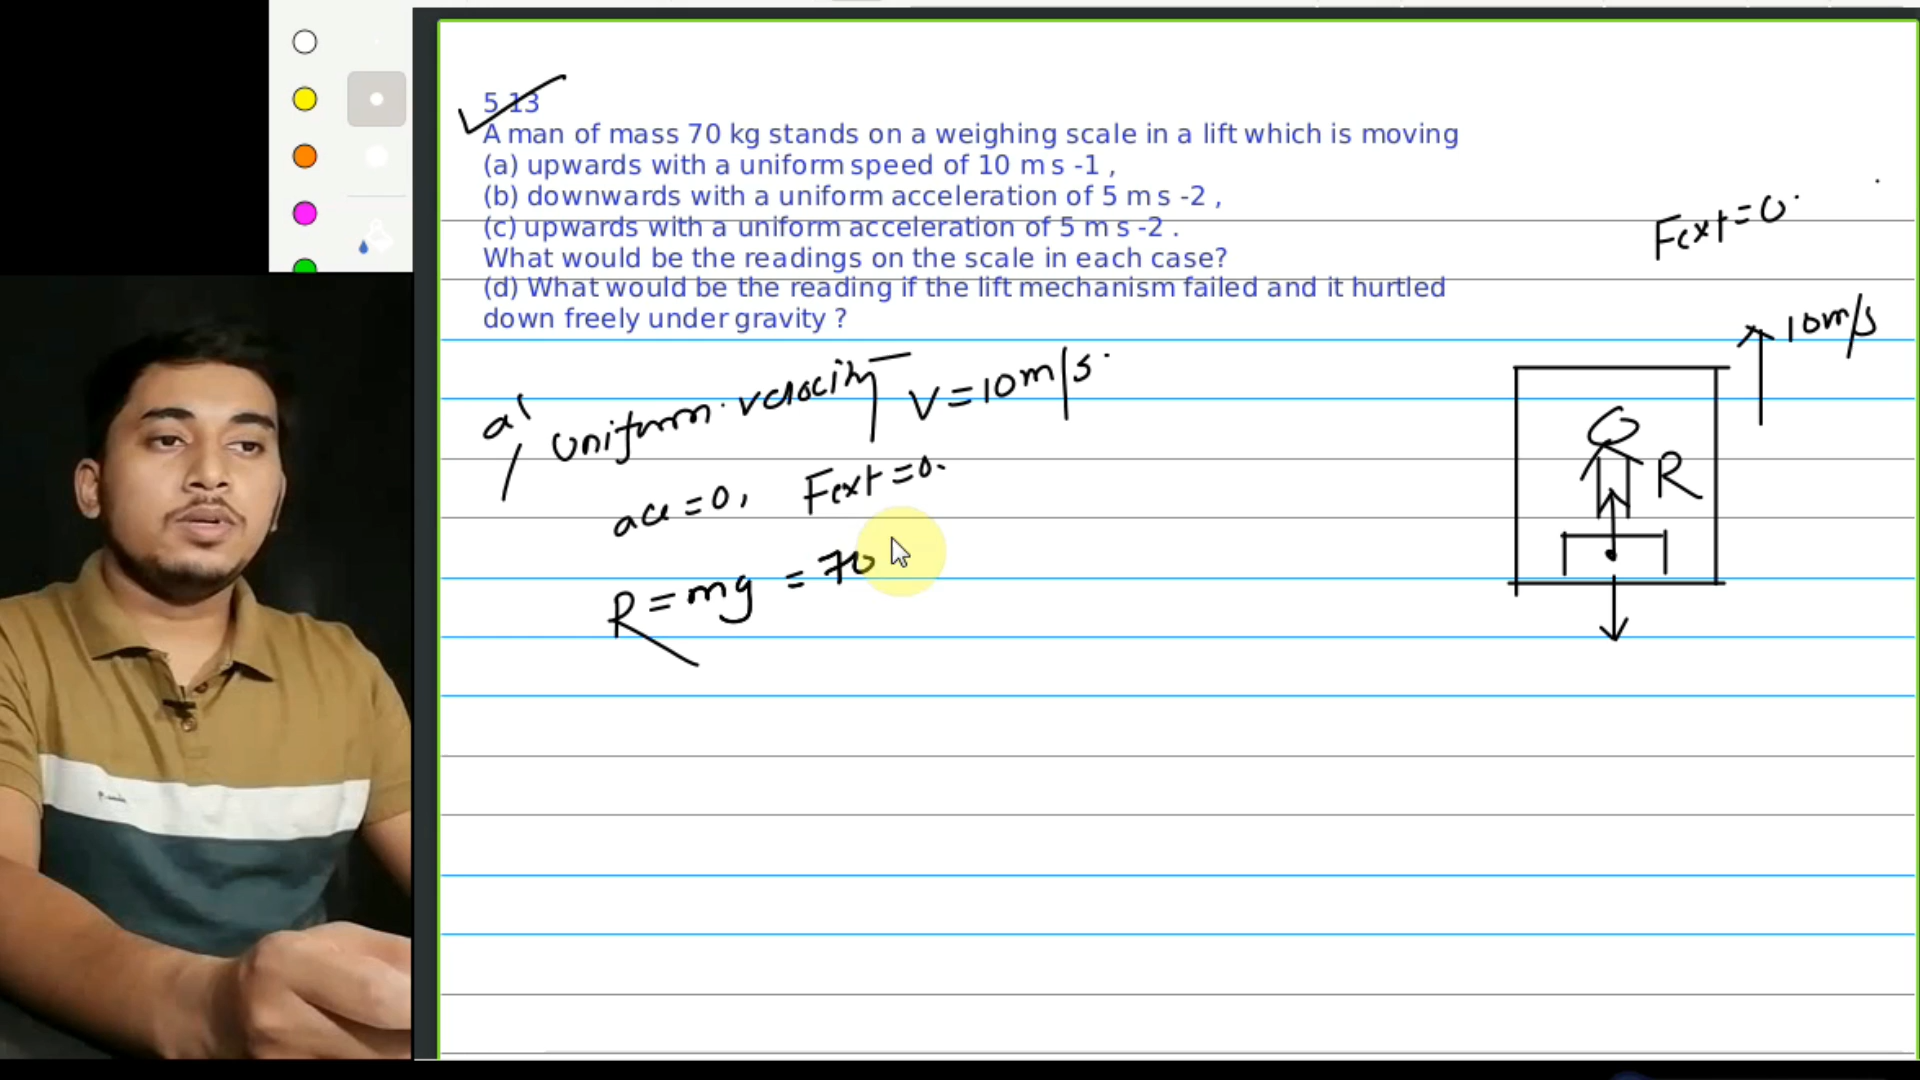 5.13
A man of mass 70 kg stands on a weighing scale in a lift which is moving
(a) upwards with a uniform speed of 10 m s -1 ,
(b) downwards with a uniform acceleration of 5 m s -2 ,
(c) upwards with a uniform acceleration of 5 m s -2 .
What would be the readings on the scale in each case?
(d) What would be the reading if the lift mechanism failed and it hurtled
down freely under gravity ?
Fext = 0.
10m/s
a) uniform velocity V = 10m/s.
R
acc = 0, Fext = 0.
R = mg = 70